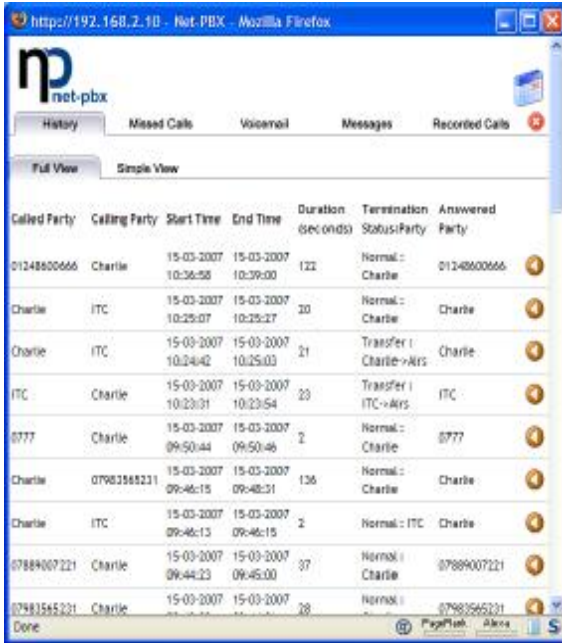 http://192.168.2.10 - Net-PBX - Mozilla Firefox
np
net-pbx
History Missed Calls Voicemail Messages Recorded Calls
Full View Simple View
Called Party Calling Party Start Time End Time Duration (seconds) Termination Status:Party Answered Party
01248600666 Charlie 15-03-2007 10:36:58 15-03-2007 10:39:00 122 Normal :: Charlie 01248600666
Charlie ITC 15-03-2007 10:25:07 15-03-2007 10:25:27 20 Normal :: Charlie Charlie
Charlie ITC 15-03-2007 10:24:42 15-03-2007 10:25:03 21 Transfer : Charlie->Airs Charlie
ITC Charlie 15-03-2007 10:23:31 15-03-2007 10:23:54 23 Transfer : ITC->Airs ITC
0777 Charlie 15-03-2007 09:50:44 15-03-2007 09:50:46 2 Normal :: Charlie 0777
Charlie 07983565231 15-03-2007 09:46:15 15-03-2007 09:48:31 136 Normal :: Charlie Charlie
Charlie ITC 15-03-2007 09:46:13 15-03-2007 09:46:15 2 Normal :: ITC Charlie
07889007221 Charlie 15-03-2007 09:44:23 15-03-2007 09:45:00 37 Normal : Charlie 07889007221
07983565231 Charlie 15-03-2007 15-03-2007 28 Normal : 07983565231
Done PageRank Alexa S